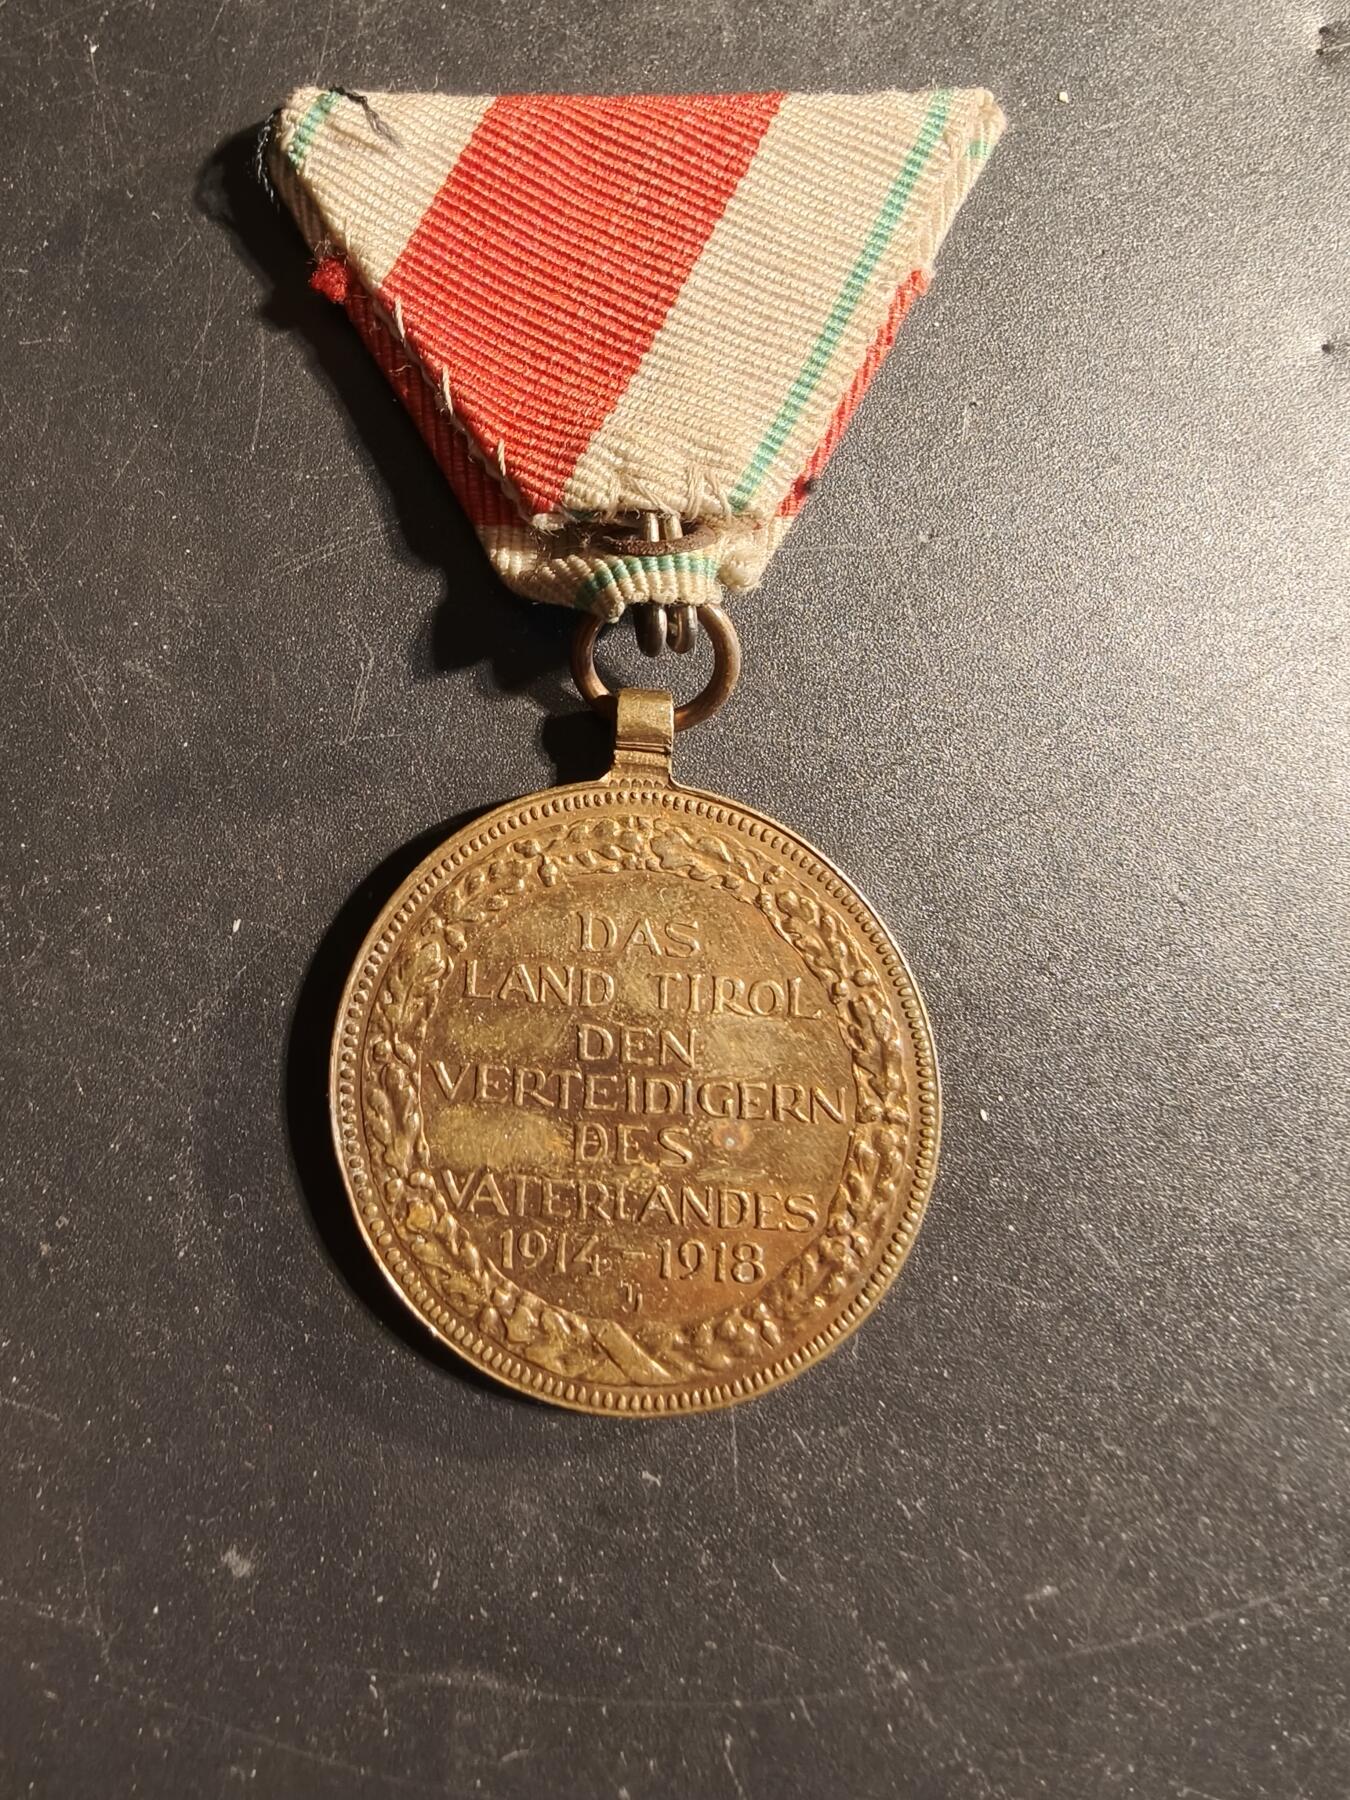 DAS
LAND TIROL
DEN
VERTEIDIGERN
DES
VATERLANDES
1914-1918